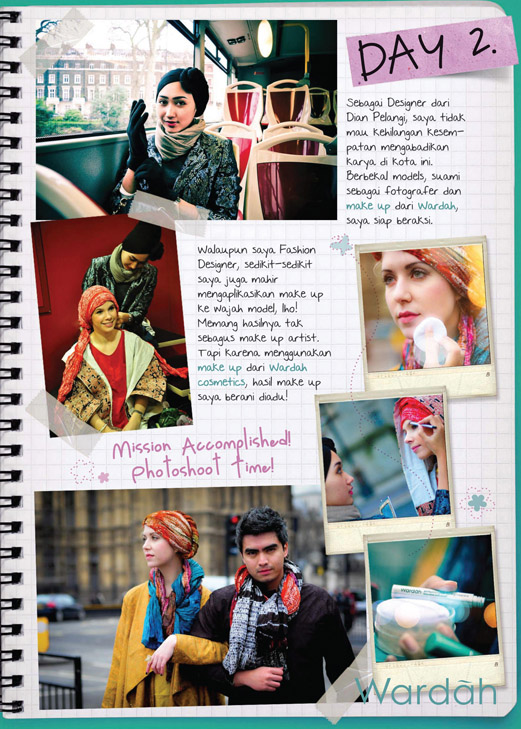 DAY 2.
Sebagai Designer dari
Dian Pelangi, saya tidak
mau kehilangan kesem-
patan mengabadikan
karya di kota ini.
Berbekal models, suami
sebagai fotografer dan
make up dari Wardah,
saya siap beraksi.
Walaupun saya Fashion
Designer, sedikit-sedikit
saya juga mahir
mengaplikasikan make up
ke wajah model, lho!
Memang hasilnya tak
sebagus make up artist.
Tapi karena menggunakan
make up dari Wardah
cosmetics, hasil make up
saya berani diadu!
Mission Accomplished!
Photoshoot time!
Wardah
Wardàh